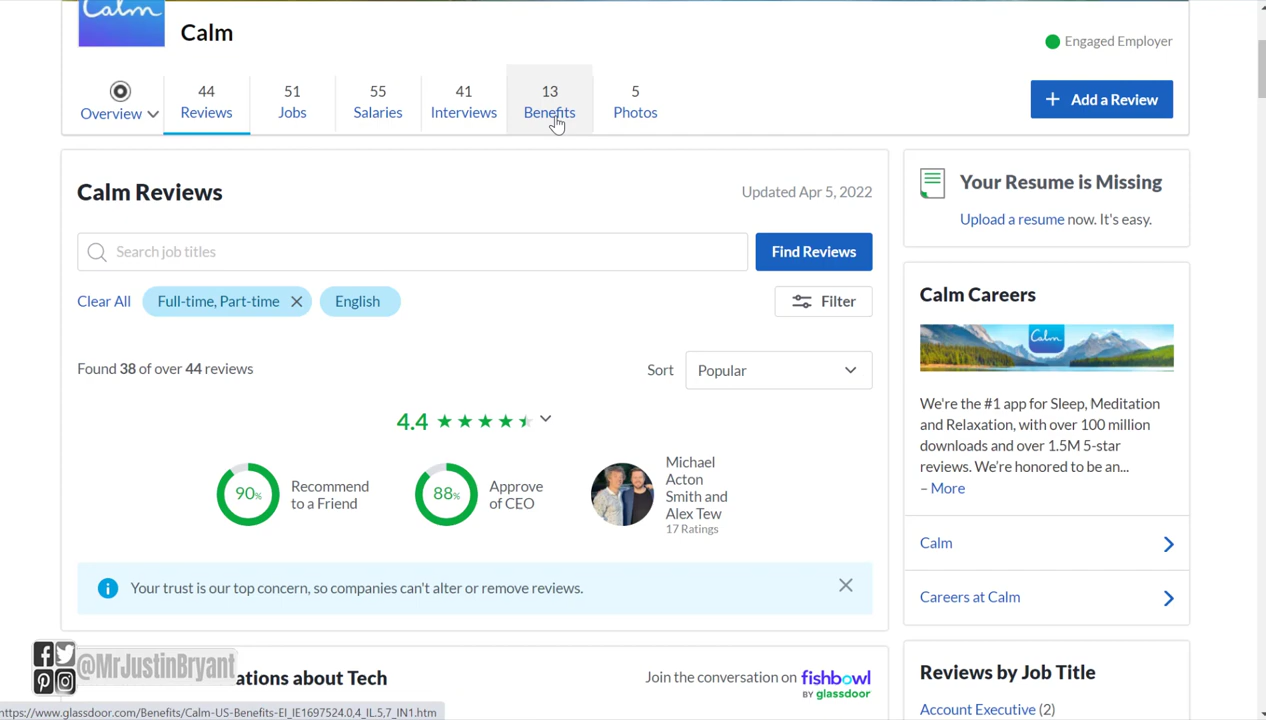 Calm
Calm
Engaged Employer
Overview
44
Reviews
51
Jobs
55
Salaries
41
Interviews
13
Benefits
5
Photos
+ Add a Review
Calm Reviews
Updated Apr 5, 2022
Search job titles
Find Reviews
Clear All
Full-time, Part-time
English
Filter
Found 38 of over 44 reviews
Sort
Popular
4.4
90%
Recommend
to a Friend
88%
Approve
of CEO
Michael
Acton
Smith and
Alex Tew
17 Ratings
Your trust is our top concern, so companies can't alter or remove reviews.
ations about Tech
Join the conversation on fishbowl
BY glassdoor
@MrJustinBryant
https://www.glassdoor.com/Benefits/Calm-US-Benefits-EI_IE1697524.0,4_IL.5,7_IN1.htm
Your Resume is Missing
Upload a resume now. It's easy.
Calm Careers
Calm
We're the #1 app for Sleep, Meditation
and Relaxation, with over 100 million
downloads and over 1.5M 5-star
reviews. We're honored to be an...
– More
Calm
Careers at Calm
Reviews by Job Title
Account Executive (2)